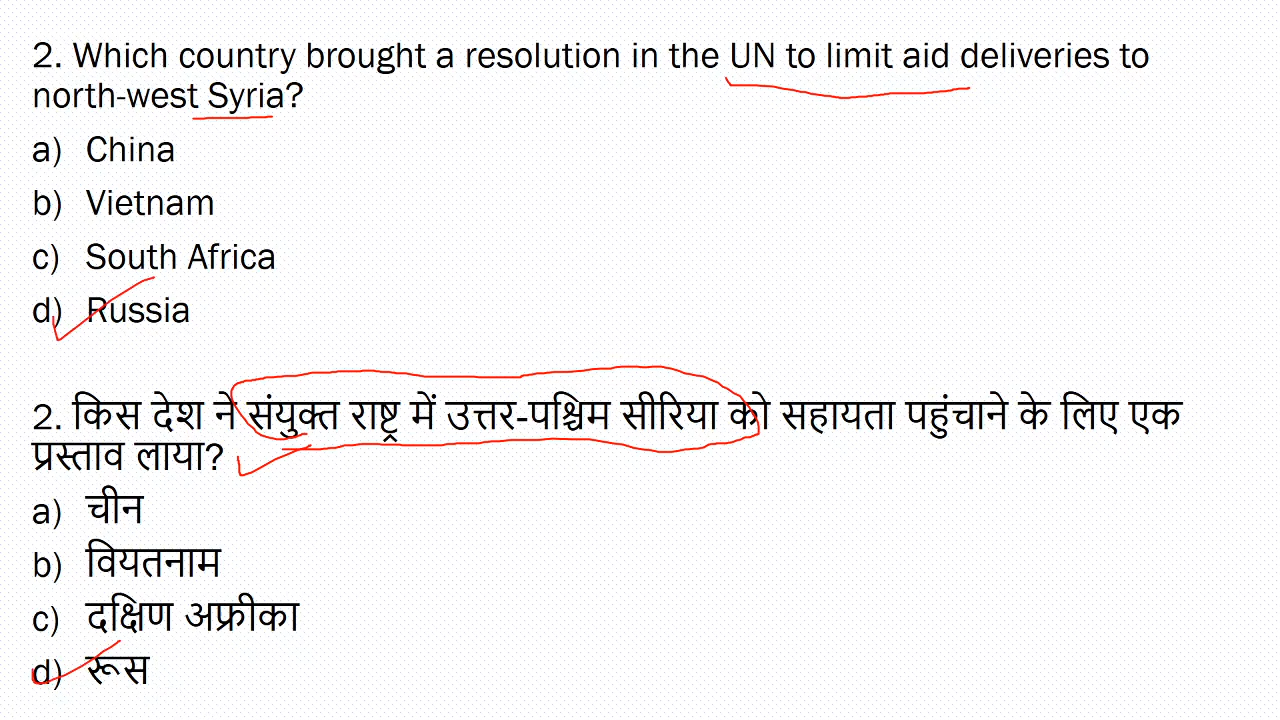 2. Which country brought a resolution in the UN to limit aid deliveries to
north-west Syria?
a) China
b) Vietnam
c) South Africa
d) Russia
2. किस देश ने संयुक्त राष्ट्र में उत्तर-पश्चिम सीरिया को सहायता पहुंचाने के लिए एक
प्रस्ताव लाया?
a) चीन
b) वियतनाम
c) दक्षिण अफ्रीका
d) रूस